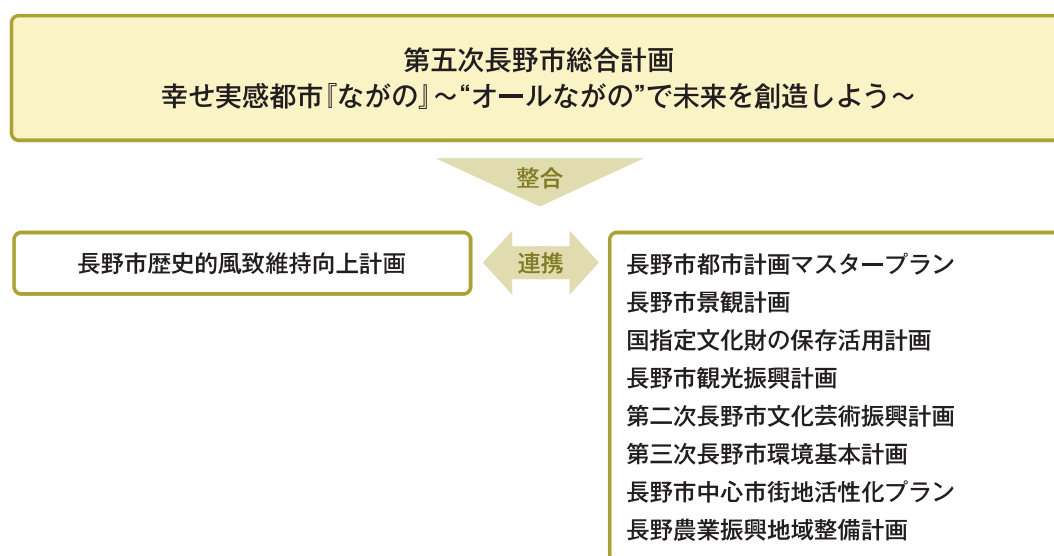 第五次長野市総合計画
幸せ実感都市『ながの』～“オールながの”で未来を創造しよう～
整合
長野市歴史的風致維持向上計画
連携
長野市都市計画マスタープラン
長野市景観計画
国指定文化財の保存活用計画
長野市観光振興計画
第二次長野市文化芸術振興計画
第三次長野市環境基本計画
長野市中心市街地活性化プラン
長野農業振興地域整備計画